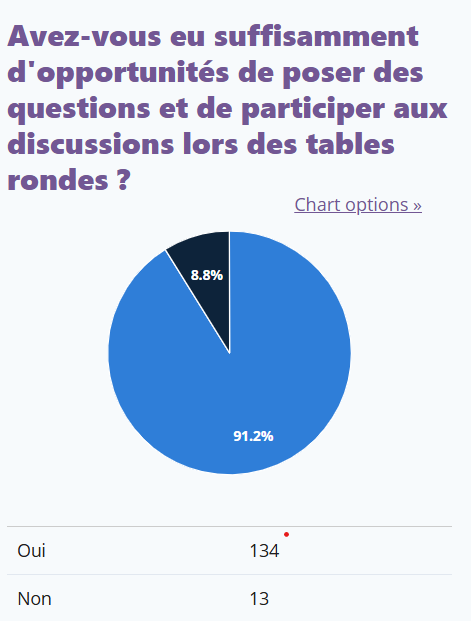 Avez-vous eu suffisamment
d'opportunités de poser des
questions et de participer aux
discussions lors des tables
rondes ?
Chart options »
8.8%
91.2%
Oui 134
Non 13